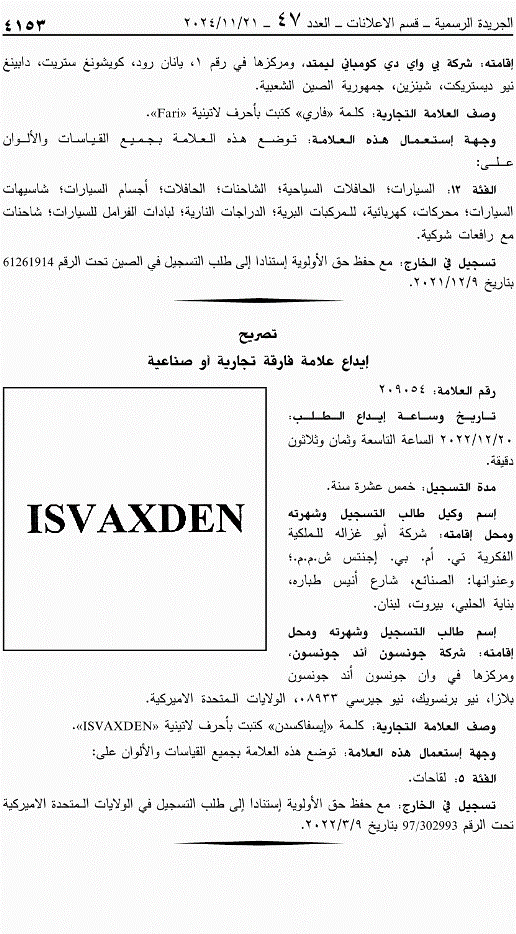 الجريدة الرسمية ــ قسم الاعلانات ــ العدد ٤٧ ــ ٢٠٢٤/١١/٢١
٤١٥٣
إقامته: شركة بي واي دي كومباني ليمتد، ومركزها في رقم ١، يانان رود، كويشونغ ستريت، دابينغ
نيو ديستريكت، شينزين، جمهورية الصين الشعبية.
وصف العلامة التجارية: كلمة «فاري» كتبت بأحرف لاتينية «Fari».
وجهة إستعمال هذه العلامة: توضع هذه العلامة بجميع القياسات والألوان
على:
الفئة ١٢: السيارات؛ الحافلات السياحية؛ الشاحنات؛ الحافلات؛ أجسام السيارات؛ شاسيهات
السيارات؛ محركات، كهربائية، للمركبات البرية؛ الدراجات النارية؛ لبادات الفرامل للسيارات؛ شاحنات
مع رافعات شوكية.
تسجيل في الخارج: مع حفظ حق الأولوية إستنادا إلى طلب التسجيل في الصين تحت الرقم 61261914
بتاريخ ٢٠٢١/١٢/٩.
تصريح
إيداع علامة فارقة تجارية أو صناعية
رقم العلامة: ٢٠٩٠٥٤
تاريخ وساعة إيداع الطلب:
٢٠٢٢/١٢/٢٠ الساعة التاسعة وثمان وثلاثون
دقيقة.
مدة التسجيل: خمس عشرة سنة.
إسم وكيل طالب التسجيل وشهرته
ومحل إقامته: شركة أبو غزاله للملكية
الفكرية تي. أم. بي. إجنتس ش.م.م.؛
وعنوانها: الصنائع، شارع أنيس طباره،
بناية الحلبي، بيروت، لبنان.
ISVAXDEN
إسم طالب التسجيل وشهرته ومحل
إقامته: شركة جونسون أند جونسون،
ومركزها في وان جونسون أند جونسون
بلازا، نيو برنسويك، نيو جيرسي ٠٨٩٣٣، الولايات المتحدة الاميركية.
وصف العلامة التجارية: كلمة «إيسفاكسدن» كتبت بأحرف لاتينية «ISVAXDEN».
وجهة إستعمال هذه العلامة: توضع هذه العلامة بجميع القياسات والألوان على:
الفئة ٥: لقاحات.
تسجيل في الخارج: مع حفظ حق الأولوية إستنادا إلى طلب التسجيل في الولايات المتحدة الاميركية
تحت الرقم 97/302993 بتاريخ ٢٠٢٢/٣/٩.